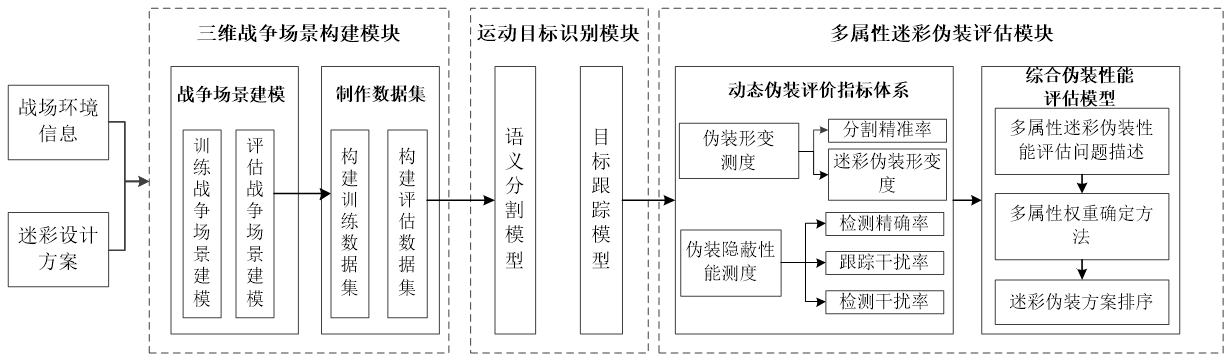 战场环境
信息
迷彩设计
方案
三维战争场景构建模块
战争场景建模
训练战争场景建模
评估战争场景建模
制作数据集
构建训练数据集
构建评估数据集
运动目标识别模块
语义分割模型
目标跟踪模型
多属性迷彩伪装评估模块
动态伪装评价指标体系
伪装形变
测度
分割精准率
迷彩伪装形变
度
伪装隐蔽性
能测度
检测精确率
跟踪干扰率
检测干扰率
综合伪装性能
评估模型
多属性迷彩伪装性
能评估问题描述
多属性权重确定方
法
迷彩伪装方案排序